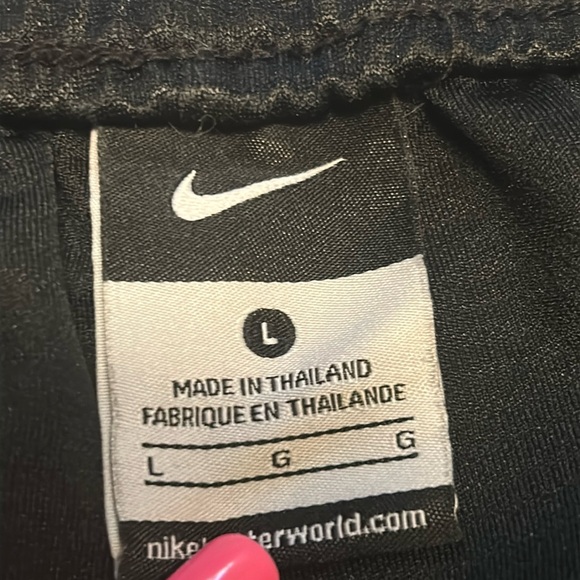 L
MADE IN THAILAND
FABRIQUE EN THAILANDE
L G G